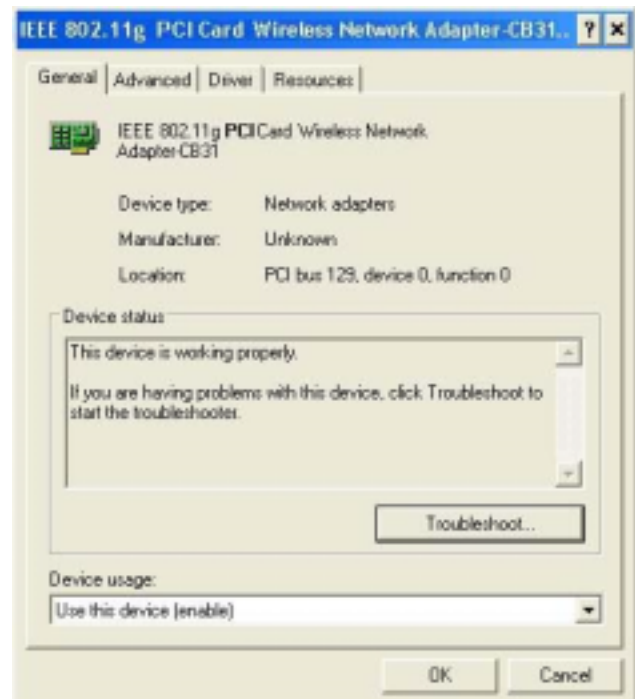 IEEE 802.11g PCI Card Wireless Network Adapter-CB31..
General Advanced Driver Resources
IEEE 802.11g PCI Card Wireless Network
Adapter-CB31
Device type: Network adapters
Manufacturer: Unknown
Location: PCI bus 129, device 0, function 0
Device status
This device is working properly.
If you are having problems with this device, click Troubleshoot to
start the troubleshooter.
Troubleshoot...
Device usage:
Use this device (enable)
OK Cancel